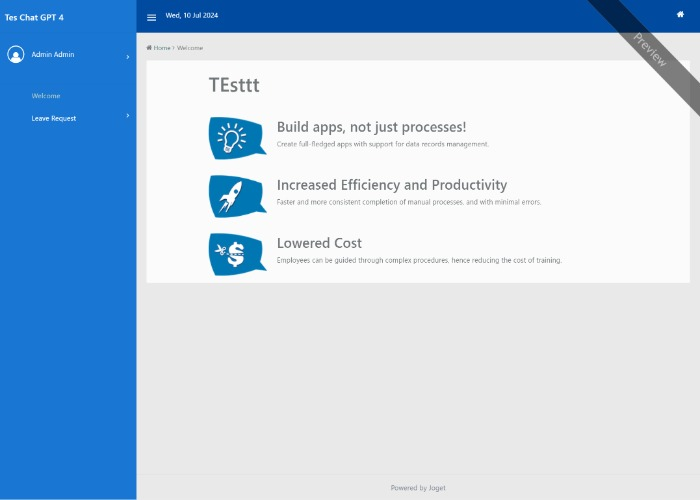 Tes Chat GPT 4
Wed, 10 Jul 2024
Preview
Admin Admin
Home > Welcome
Welcome
Leave Request
TEsttt
Build apps, not just processes!
Create full-fledged apps with support for data records management.
Increased Efficiency and Productivity
Faster and more consistent completion of manual processes, and with minimal errors.
Lowered Cost
Employees can be guided through complex procedures, hence reducing the cost of training.
Powered by Joget